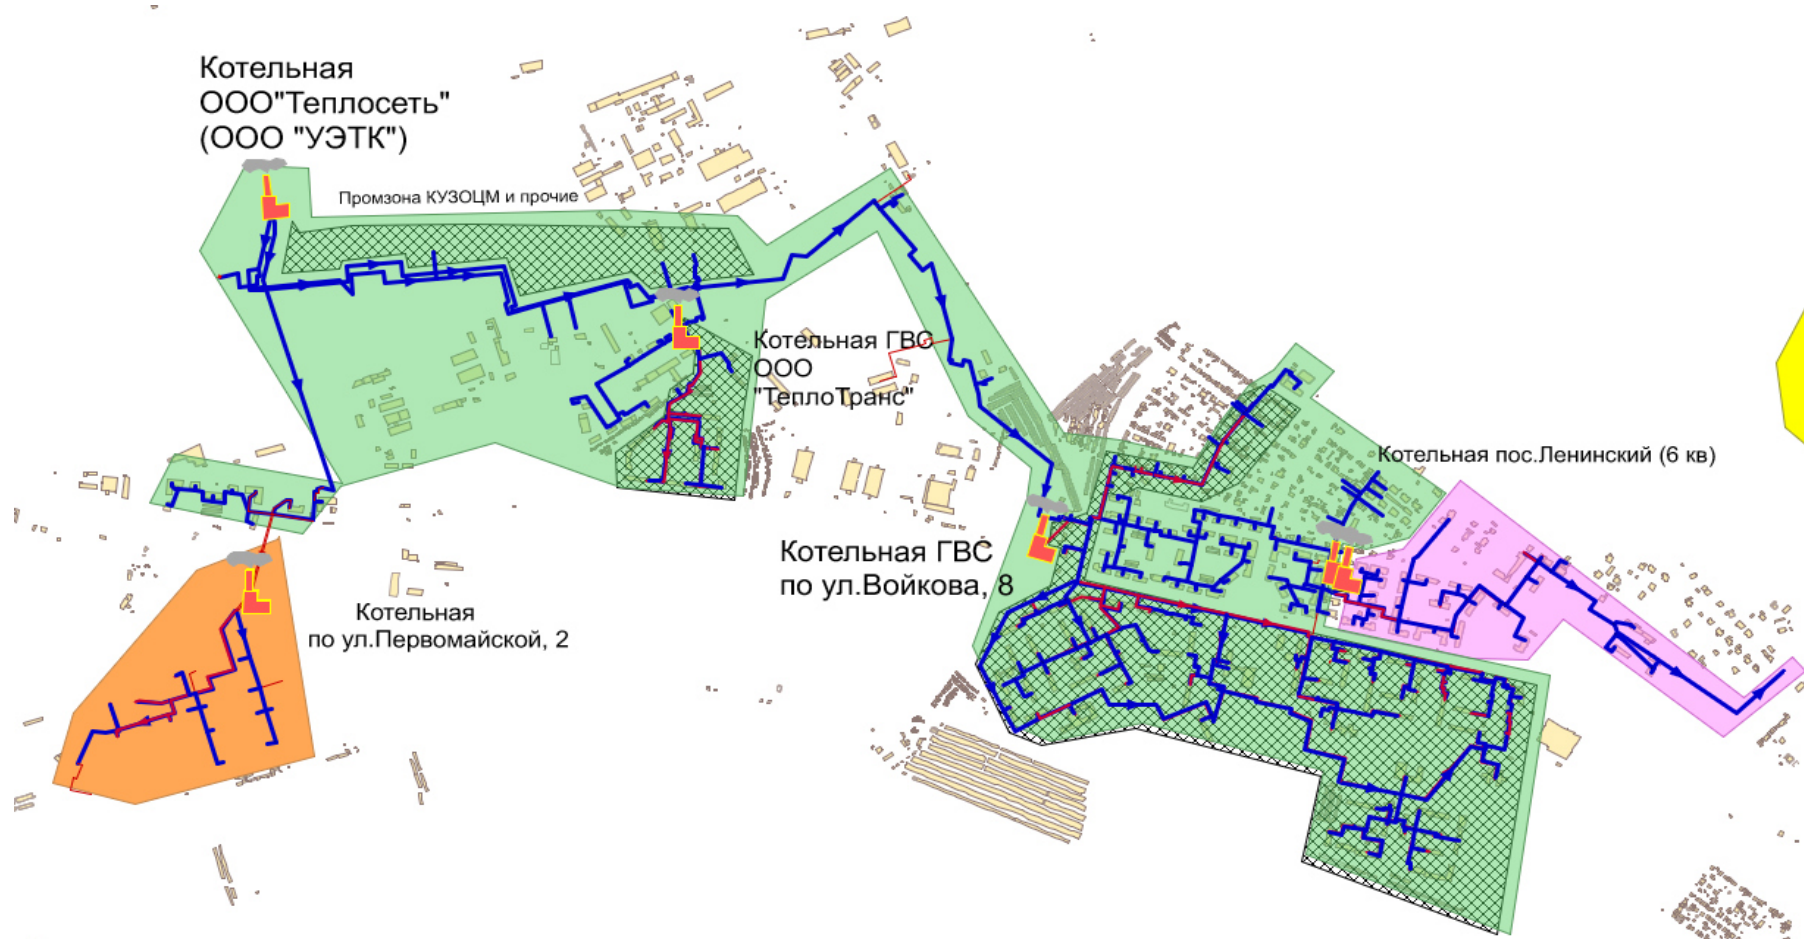 Котельная
ООО"Теплосеть"
(ООО "УЭТК")
Промзона КУЗОЦМ и прочие
Котельная ГВС
ООО
"ТеплоТранс"
Котельная пос.Ленинский (6 кв)
Котельная ГВС
по ул.Войкова, 8
Котельная
по ул.Первомайской, 2